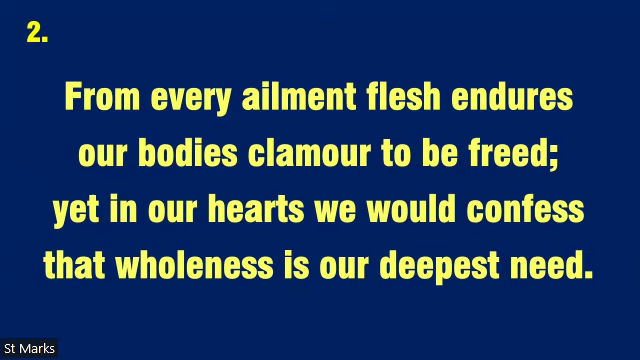 2.
From every ailment flesh endures
our bodies clamour to be freed;
yet in our hearts we would confess
that wholeness is our deepest need.
St Marks